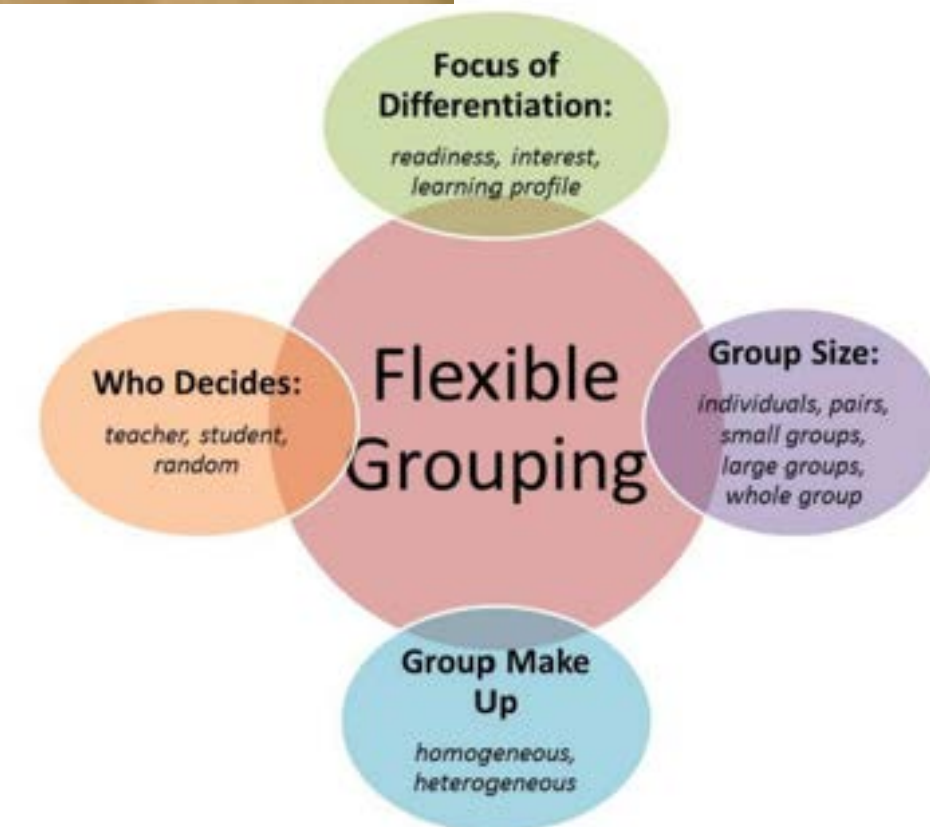 Focus of
Differentiation:
readiness, interest,
learning profile
Flexible
Grouping
Who Decides:
teacher, student,
random
Group Size:
individuals, pairs,
small groups,
large groups,
whole group
Group Make
Up
homogeneous,
heterogeneous